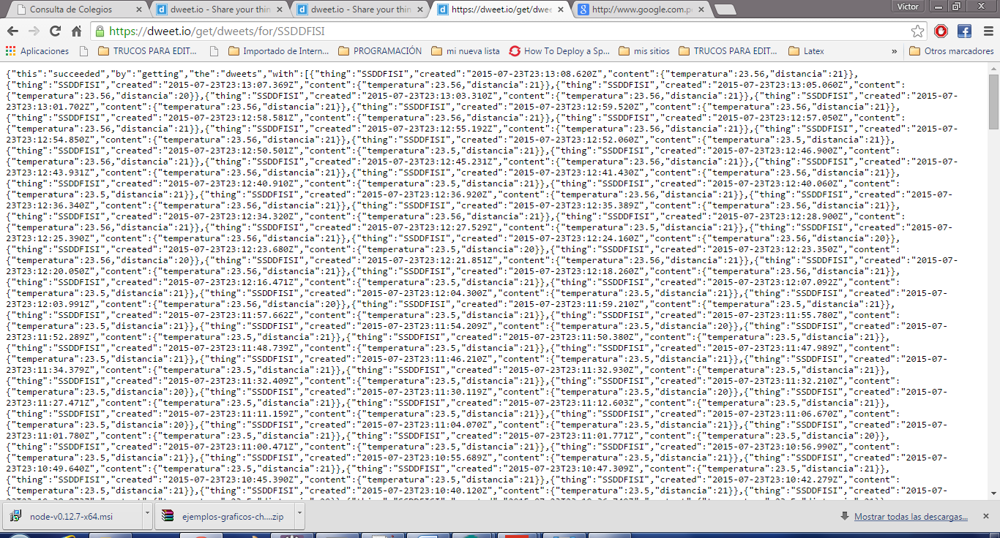 Consulta de Colegios
dweet.io - Share your thin
dweet.io - Share your thin
https://dweet.io/get/dwee
http://www.google.com.p
Víctor
https://dweet.io/get/dweets/for/SSDDFISI
Aplicaciones
TRUCOS PARA EDIT...
Importado de Intern...
PROGRAMACIÓN
mi nueva lista
How To Deploy a Sp...
mis sitios
TRUCOS PARA EDIT...
Latex
»
Otros marcadores
{"this":"succeeded","by":"getting","the":"dweets","with":[{"thing":"SSDDFISI","created":"2015-07-23T23:13:08.620Z","content":{"temperatura":23.56,"distancia":21}},
{"thing":"SSDDFISI","created":"2015-07-23T23:13:07.369Z","content":{"temperatura":23.56,"distancia":21}},{"thing":"SSDDFISI","created":"2015-07-23T23:13:05.060Z","content":
{"temperatura":23.56,"distancia":20}},{"thing":"SSDDFISI","created":"2015-07-23T23:13:03.310Z","content":{"temperatura":23.56,"distancia":21}},{"thing":"SSDDFISI","created":"2015-07-
23T23:13:01.702Z","content":{"temperatura":23.56,"distancia":21}},{"thing":"SSDDFISI","created":"2015-07-23T23:12:59.520Z","content":{"temperatura":23.56,"distancia":21}},
{"thing":"SSDDFISI","created":"2015-07-23T23:12:58.581Z","content":{"temperatura":23.56,"distancia":21}},{"thing":"SSDDFISI","created":"2015-07-23T23:12:57.050Z","content":
{"temperatura":23.56,"distancia":21}},{"thing":"SSDDFISI","created":"2015-07-23T23:12:55.192Z","content":{"temperatura":23.56,"distancia":21}},{"thing":"SSDDFISI","created":"2015-07-
23T23:12:54.850Z","content":{"temperatura":23.56,"distancia":21}},{"thing":"SSDDFISI","created":"2015-07-23T23:12:52.060Z","content":{"temperatura":23.5,"distancia":21}},
{"thing":"SSDDFISI","created":"2015-07-23T23:12:50.501Z","content":{"temperatura":23.5,"distancia":21}},{"thing":"SSDDFISI","created":"2015-07-23T23:12:46.900Z","content":
{"temperatura":23.56,"distancia":21}},{"thing":"SSDDFISI","created":"2015-07-23T23:12:45.231Z","content":{"temperatura":23.56,"distancia":21}},{"thing":"SSDDFISI","created":"2015-07-
23T23:12:43.931Z","content":{"temperatura":23.56,"distancia":21}},{"thing":"SSDDFISI","created":"2015-07-23T23:12:41.430Z","content":{"temperatura":23.56,"distancia":21}},
{"thing":"SSDDFISI","created":"2015-07-23T23:12:40.910Z","content":{"temperatura":23.5,"distancia":21}},{"thing":"SSDDFISI","created":"2015-07-23T23:12:40.060Z","content":
{"temperatura":23.5,"distancia":21}},{"thing":"SSDDFISI","created":"2015-07-23T23:12:36.920Z","content":{"temperatura":23.56,"distancia":21}},{"thing":"SSDDFISI","created":"2015-07-
23T23:12:36.340Z","content":{"temperatura":23.56,"distancia":21}},{"thing":"SSDDFISI","created":"2015-07-23T23:12:35.389Z","content":{"temperatura":23.56,"distancia":21}},
{"thing":"SSDDFISI","created":"2015-07-23T23:12:34.320Z","content":{"temperatura":23.56,"distancia":21}},{"thing":"SSDDFISI","created":"2015-07-23T23:12:28.900Z","content":
{"temperatura":23.56,"distancia":20}},{"thing":"SSDDFISI","created":"2015-07-23T23:12:27.529Z","content":{"temperatura":23.5,"distancia":21}},{"thing":"SSDDFISI","created":"2015-07-
23T23:12:25.390Z","content":{"temperatura":23.56,"distancia":21}},{"thing":"SSDDFISI","created":"2015-07-23T23:12:24.160Z","content":{"temperatura":23.56,"distancia":20}},
{"thing":"SSDDFISI","created":"2015-07-23T23:12:23.680Z","content":{"temperatura":23.5,"distancia":20}},{"thing":"SSDDFISI","created":"2015-07-23T23:12:23.350Z","content":
{"temperatura":23.56,"distancia":20}},{"thing":"SSDDFISI","created":"2015-07-23T23:12:21.851Z","content":{"temperatura":23.56,"distancia":21}},{"thing":"SSDDFISI","created":"2015-07-
23T23:12:20.050Z","content":{"temperatura":23.56,"distancia":21}},{"thing":"SSDDFISI","created":"2015-07-23T23:12:18.260Z","content":{"temperatura":23.56,"distancia":21}},
{"thing":"SSDDFISI","created":"2015-07-23T23:12:16.471Z","content":{"temperatura":23.5,"distancia":21}},{"thing":"SSDDFISI","created":"2015-07-23T23:12:07.092Z","content":
{"temperatura":23.5,"distancia":21}},{"thing":"SSDDFISI","created":"2015-07-23T23:12:04.300Z","content":{"temperatura":23.5,"distancia":21}},{"thing":"SSDDFISI","created":"2015-07-
23T23:12:03.991Z","content":{"temperatura":23.56,"distancia":20}},{"thing":"SSDDFISI","created":"2015-07-23T23:11:59.210Z","content":{"temperatura":23.5,"distancia":21}},
{"thing":"SSDDFISI","created":"2015-07-23T23:11:57.662Z","content":{"temperatura":23.5,"distancia":21}},{"thing":"SSDDFISI","created":"2015-07-23T23:11:55.780Z","content":
{"temperatura":23.5,"distancia":21}},{"thing":"SSDDFISI","created":"2015-07-23T23:11:54.209Z","content":{"temperatura":23.5,"distancia":20}},{"thing":"SSDDFISI","created":"2015-07-
23T23:11:52.289Z","content":{"temperatura":23.5,"distancia":21}},{"thing":"SSDDFISI","created":"2015-07-23T23:11:50.380Z","content":{"temperatura":23.5,"distancia":21}},
{"thing":"SSDDFISI","created":"2015-07-23T23:11:48.739Z","content":{"temperatura":23.5,"distancia":21}},{"thing":"SSDDFISI","created":"2015-07-23T23:11:47.989Z","content":
{"temperatura":23.5,"distancia":21}},{"thing":"SSDDFISI","created":"2015-07-23T23:11:46.210Z","content":{"temperatura":23.5,"distancia":21}},{"thing":"SSDDFISI","created":"2015-07-
23T23:11:34.379Z","content":{"temperatura":23.5,"distancia":21}},{"thing":"SSDDFISI","created":"2015-07-23T23:11:32.930Z","content":{"temperatura":23.5,"distancia":21}},
{"thing":"SSDDFISI","created":"2015-07-23T23:11:32.409Z","content":{"temperatura":23.5,"distancia":21}},{"thing":"SSDDFISI","created":"2015-07-23T23:11:32.210Z","content":
{"temperatura":23.5,"distancia":20}},{"thing":"SSDDFISI","created":"2015-07-23T23:11:30.119Z","content":{"temperatura":23.5,"distancia":20}},{"thing":"SSDDFISI","created":"2015-07-
23T23:11:27.471Z","content":{"temperatura":23.5,"distancia":21}},{"thing":"SSDDFISI","created":"2015-07-23T23:11:12.603Z","content":{"temperatura":23.5,"distancia":21}},
{"thing":"SSDDFISI","created":"2015-07-23T23:11:11.159Z","content":{"temperatura":23.5,"distancia":21}},{"thing":"SSDDFISI","created":"2015-07-23T23:11:06.670Z","content":
{"temperatura":23.5,"distancia":20}},{"thing":"SSDDFISI","created":"2015-07-23T23:11:04.070Z","content":{"temperatura":23.5,"distancia":21}},{"thing":"SSDDFISI","created":"2015-07-
23T23:11:01.780Z","content":{"temperatura":23.5,"distancia":21}},{"thing":"SSDDFISI","created":"2015-07-23T23:11:01.771Z","content":{"temperatura":23.5,"distancia":20}},
{"thing":"SSDDFISI","created":"2015-07-23T23:11:00.471Z","content":{"temperatura":23.5,"distancia":21}},{"thing":"SSDDFISI","created":"2015-07-23T23:10:56.990Z","content":
{"temperatura":23.5,"distancia":21}},{"thing":"SSDDFISI","created":"2015-07-23T23:10:55.689Z","content":{"temperatura":23.5,"distancia":21}},{"thing":"SSDDFISI","created":"2015-07-
23T23:10:49.640Z","content":{"temperatura":23.5,"distancia":21}},{"thing":"SSDDFISI","created":"2015-07-23T23:10:47.309Z","content":{"temperatura":23.5,"distancia":21}},
{"thing":"SSDDFISI","created":"2015-07-23T23:10:45.390Z","content":{"temperatura":23.5,"distancia":21}},{"thing":"SSDDFISI","created":"2015-07-23T23:10:42.279Z","content":
{"temperatura":23.5,"distancia":21}},{"thing":"SSDDFISI","created":"2015-07-23T23:10:40.120Z","content":{"temperatura":23.5,"distancia":21}},{"thing":"SSDDFISI","created":"2015-07-
node-v0.12.7-x64.msi
ejemplos-graficos-ch....zip
Mostrar todas las descargas...